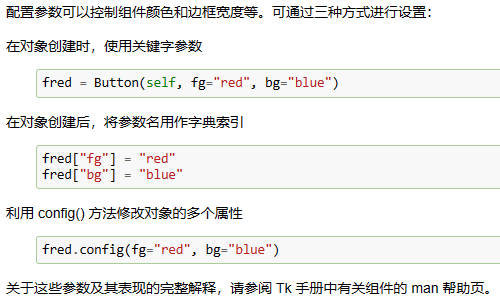 配置参数可以控制组件颜色和边框宽度等。可通过三种方式进行设置：
在对象创建时，使用关键字参数
fred = Button(self, fg="red", bg="blue")
在对象创建后，将参数名用作字典索引
fred["fg"] = "red"
fred["bg"] = "blue"
利用 config() 方法修改对象的多个属性
fred.config(fg="red", bg="blue")
关于这些参数及其表现的完整解释，请参阅 Tk 手册中有关组件的 man 帮助页。